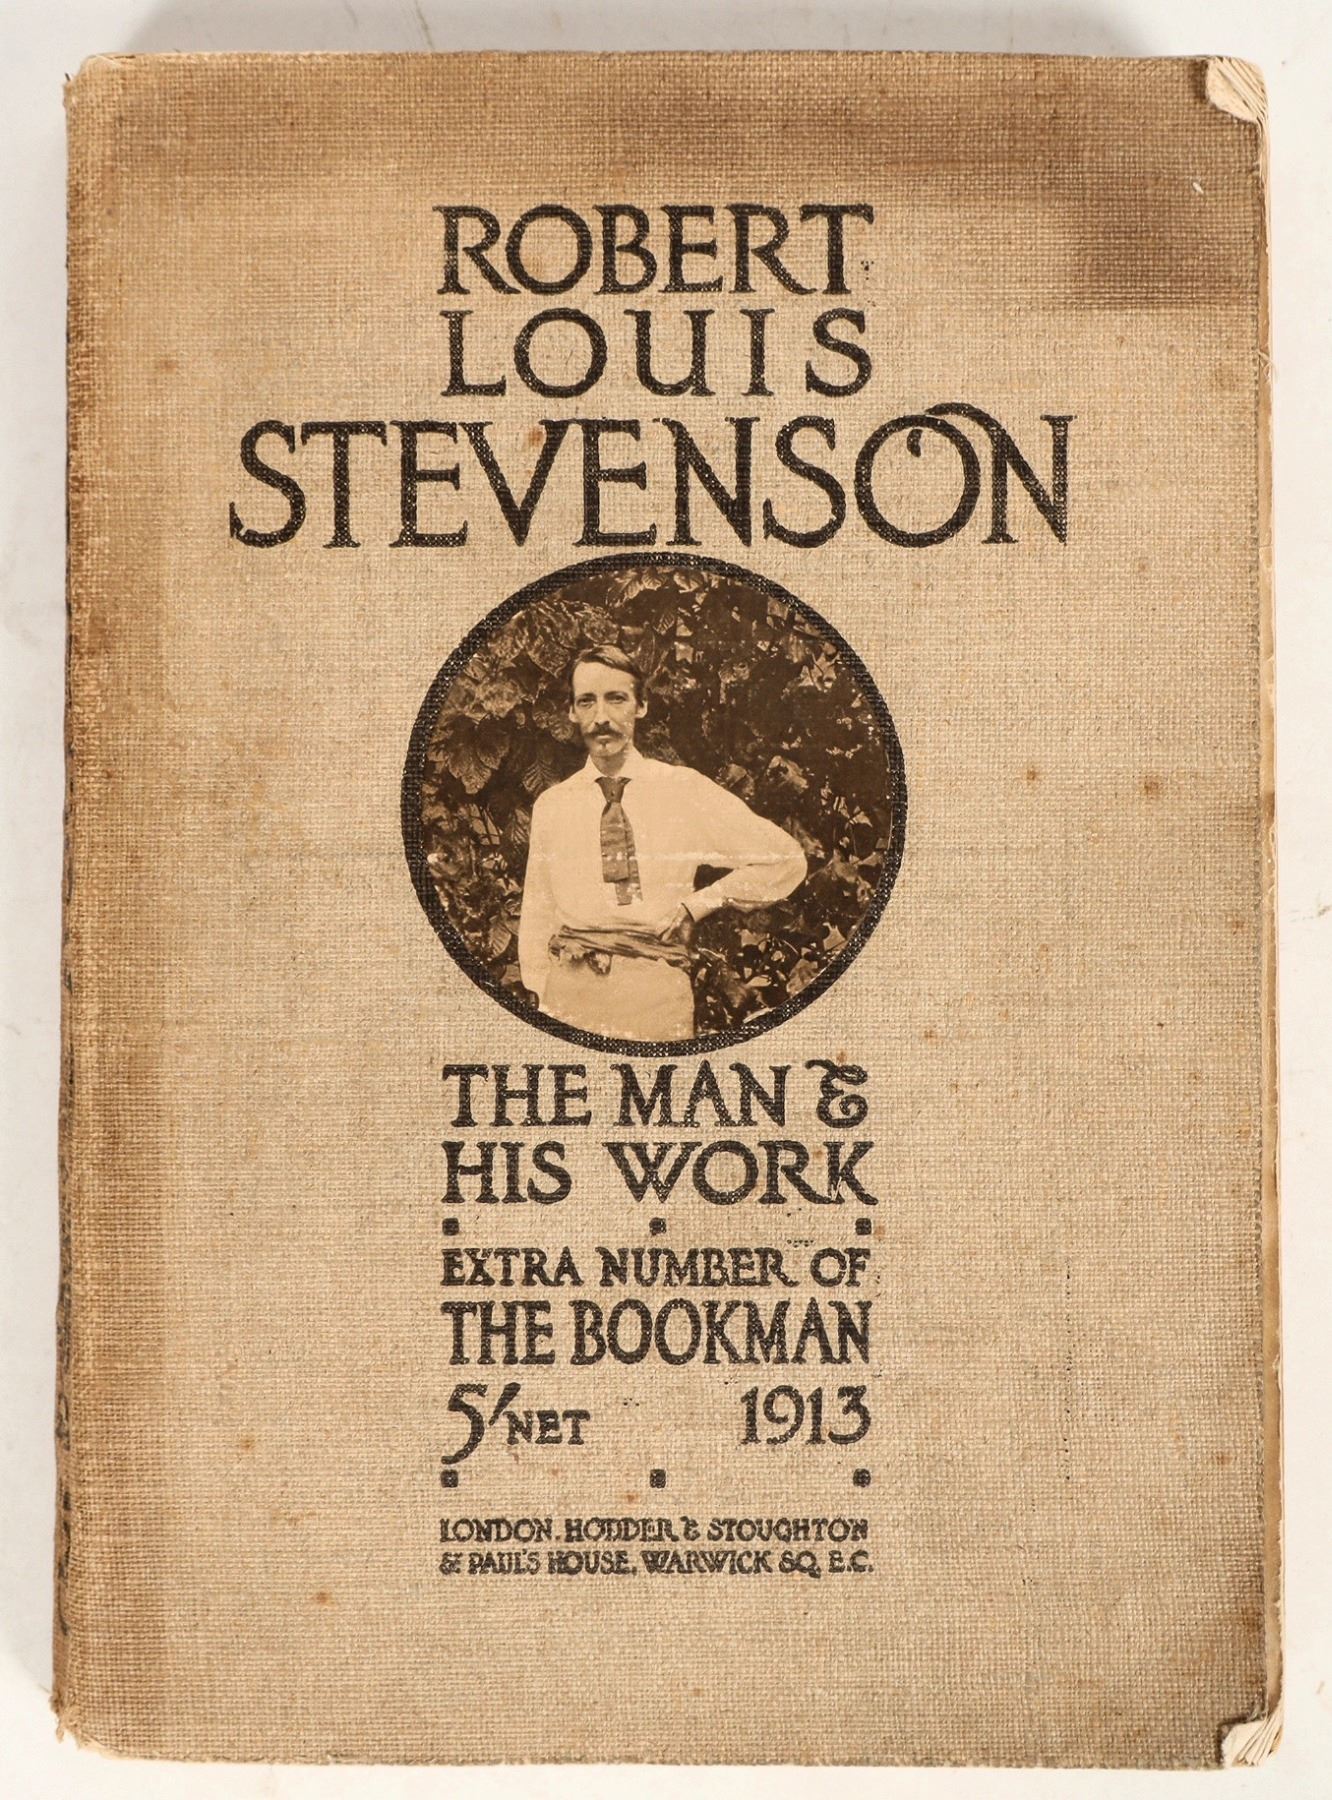 ROBERT
LOUIS
STEVENSON
THE MAN &
HIS WORK
EXTRA NUMBER OF
THE BOOKMAN
5/ NET 1913
LONDON. HODDER & STOUGHTON
St PAUL'S HOUSE, WARWICK SQ. E.C.